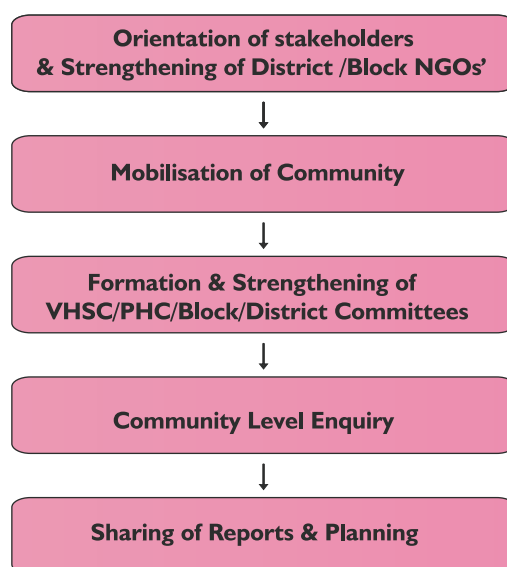 Orientation of stakeholders
& Strengthening of District /Block NGOs'
Mobilisation of Community
Formation & Strengthening of
VHSC/PHC/Block/District Committees
Community Level Enquiry
Sharing of Reports & Planning